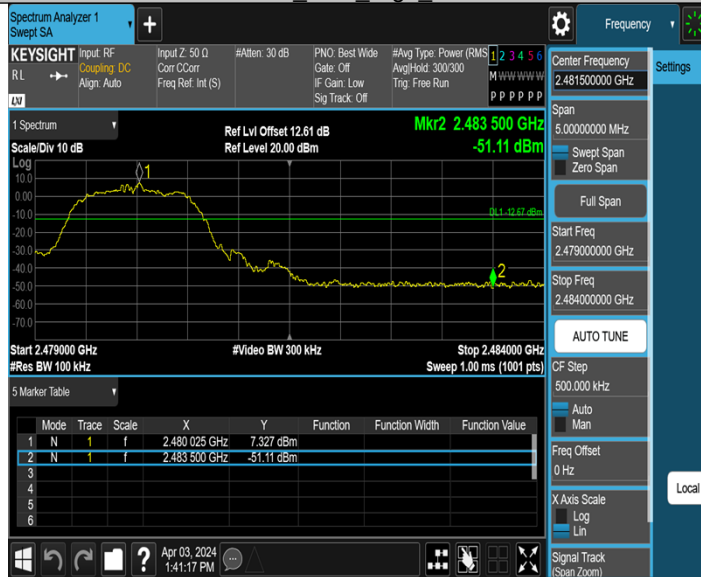 Spectrum Analyzer 1
Swept SA
Frequency
KEYSIGHT
Input: RF
Input Z: 50 Ω
#Atten: 30 dB
PNO: Best Wide
#Avg Type: Power (RMS
1 2 3 4 5 6
R L
Coupling: DC
Corr CCorr
Gate: Off
Avg|Hold: 300/300
M W W W W W
Align: Auto
Freq Ref: Int (S)
IF Gain: Low
Trig: Free Run
Sig Track: Off
P P P P P P
LXI
1 Spectrum
Ref Lvl Offset 12.61 dB
Mkr2 2.483 500 GHz
Scale/Div 10 dB
Ref Level 20.00 dBm
-51.11 dBm
Log
1
10.0
0.00
-10.0
DL1 -12.67 dBm
-20.0
-30.0
-40.0
2
-50.0
-60.0
-70.0
Start 2.479000 GHz
#Video BW 300 kHz
Stop 2.484000 GHz
#Res BW 100 kHz
Sweep 1.00 ms (1001 pts)
5 Marker Table
Mode Trace Scale X Y Function Function Width Function Value
1 N 1 f 2.480 025 GHz 7.327 dBm
2 N 1 f 2.483 500 GHz -51.11 dBm
3
4
5
6
?
Apr 03, 2024
1:41:17 PM
Center Frequency
2.481500000 GHz
Settings
Span
5.00000000 MHz
Swept Span
Zero Span
Full Span
Start Freq
2.479000000 GHz
Stop Freq
2.484000000 GHz
AUTO TUNE
CF Step
500.000 kHz
Auto
Man
Freq Offset
0 Hz
Local
X Axis Scale
Log
Lin
Signal Track
(Span Zoom)